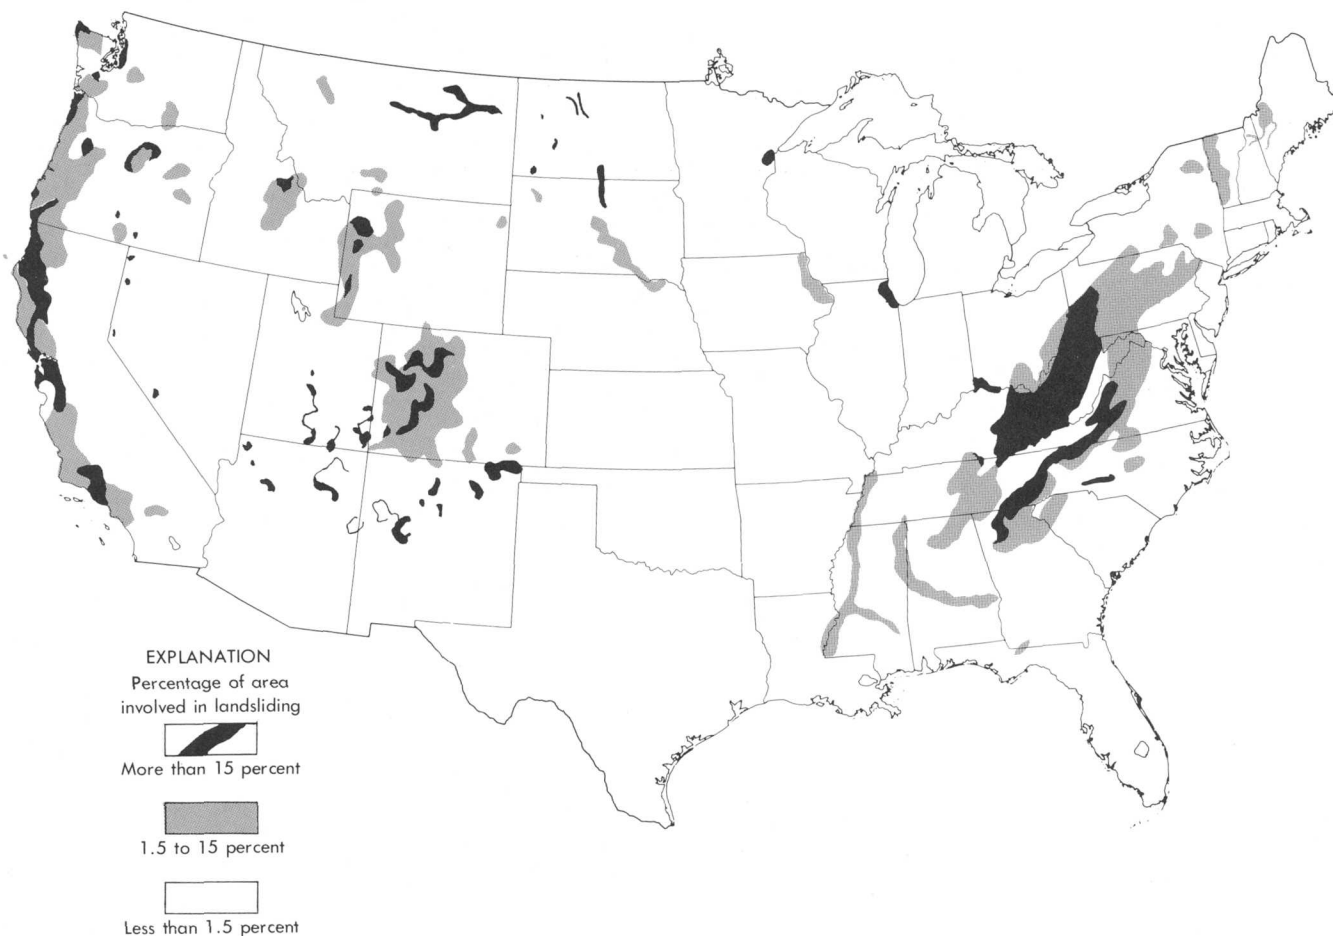 EXPLANATION
Percentage of area
involved in landsliding
More than 15 percent
1.5 to 15 percent
Less than 1.5 percent